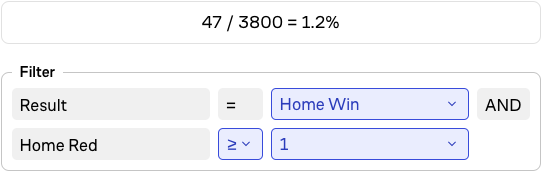 47 / 3800 = 1.2%
Filter
Result = Home Win AND
Home Red ≥ 1